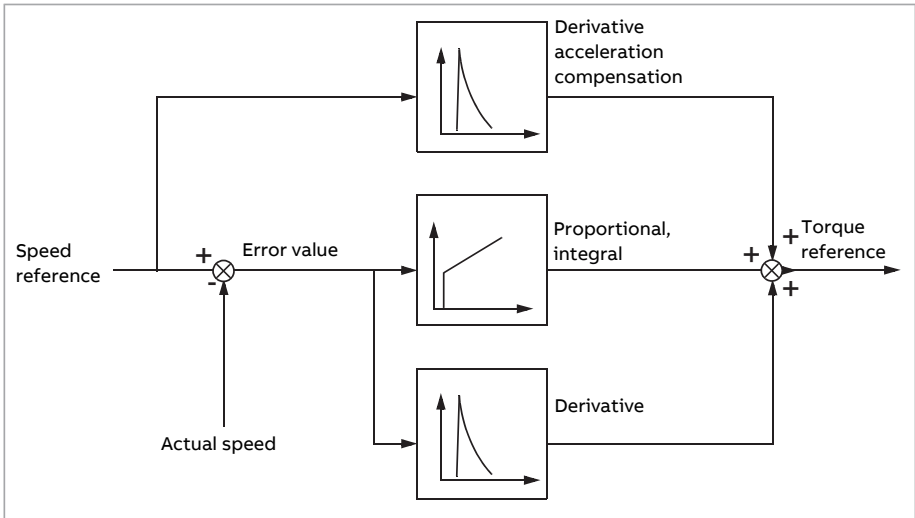 Derivative
acceleration
compensation
Speed
reference
+
-
Error value
Proportional,
integral
+
+
+
Torque
reference
Actual speed
Derivative